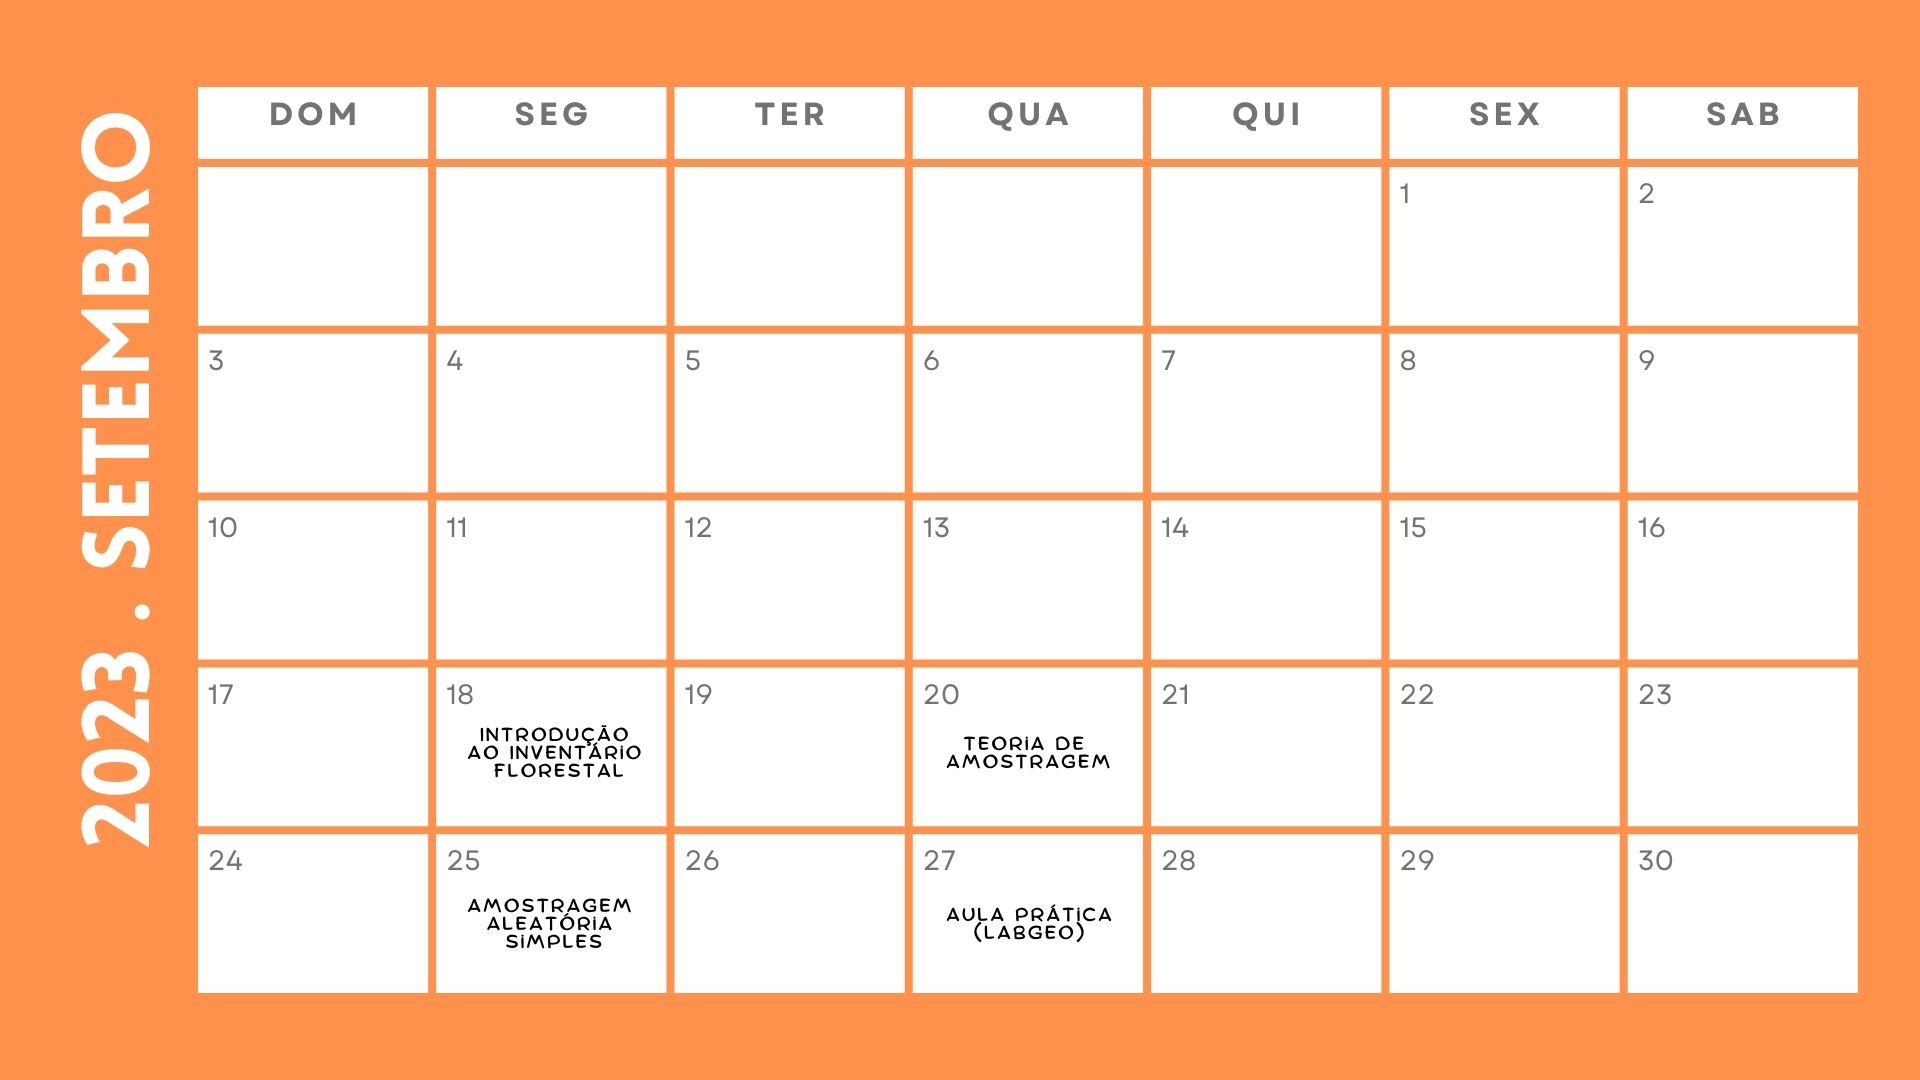 2023 . SETEMBRO
DOM SEG TER QUA QUI SEX SAB
1 2
3 4 5 6 7 8 9
10 11 12 13 14 15 16
17 18 19 20 21 22 23
INTRODUÇÃO
AO INVENTÁRIO
FLORESTAL
TEORIA DE
AMOSTRAGEM
24 25 26 27 28 29 30
AMOSTRAGEM
ALEATÓRIA
SIMPLES
AULA PRÁTICA
(LABGEO)